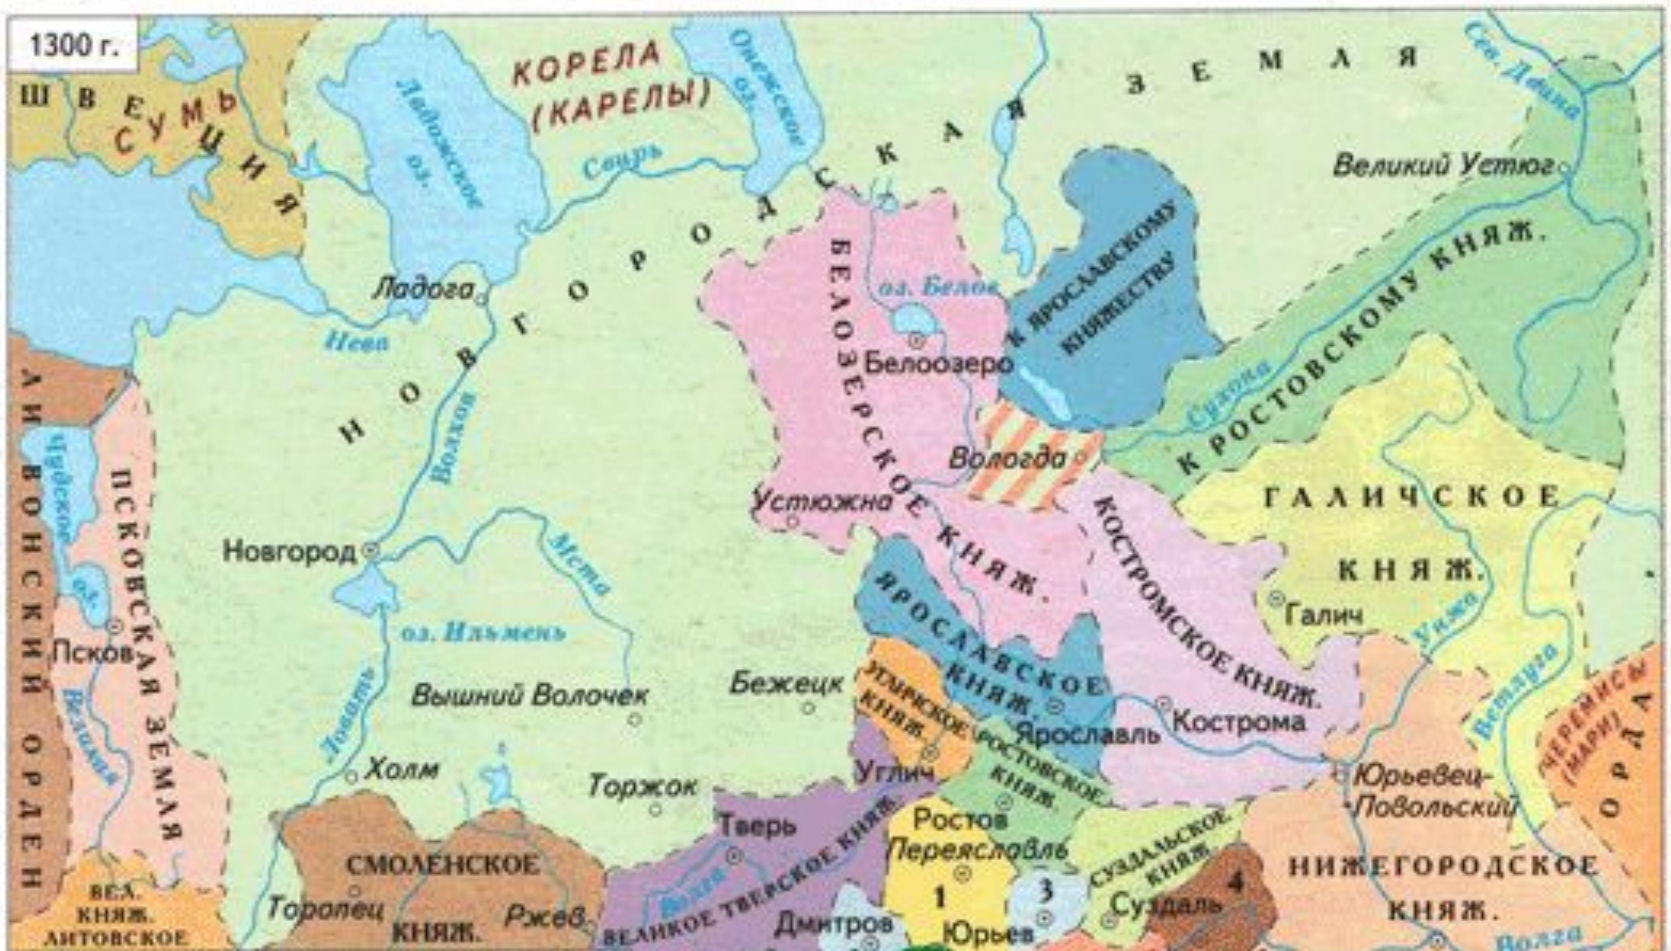 1300 г.
ШВЕЦИЯ
СУМЬ
КОРЕЛА
(КАРЕЛЫ)
Ладожское
оз.
Онежское
оз.
Свирь
НОВГОРОДСКАЯ ЗЕМЛЯ
Сев. Двина
Великий Устюг
К ЯРОСЛАВСКОМУ
КНЯЖЕСТВУ
К РОСТОВСКОМУ КНЯЖ.
Сухона
Ладога
Нева
Волхов
оз. Белое
Белоозеро
БЕЛОЗЕРСКОЕ КНЯЖ.
Вологда
Устюжна
ЛИВОНСКИЙ ОРДЕН
Чудское
оз.
ПСКОВСКАЯ ЗЕМЛЯ
Псков
Великая
Новгород
Мста
оз. Ильмень
Ловать
Вышний Волочек
Бежецк
Холм
Торжок
ГАЛИЧСКОЕ
КНЯЖ.
Галич
КОСТРОМСКОЕ КНЯЖ.
Кострома
Унжа
Ветлуга
ЧЕРЕМИСЫ
(МАРИ)
ОРДА
ЯРОСЛАВСКОЕ
КНЯЖ.
Ярославль
УГЛИЧСКОЕ
КНЯЖ.
Углич
РОСТОВСКОЕ
КНЯЖ.
Ростов
Юрьевец-
Повольский
Тверь
Переяславль
СУЗДАЛЬСКОЕ
КНЯЖ.
Суздаль
4
3
1
Юрьев
НИЖЕГОРОДСКОЕ
КНЯЖ.
Волга
СМОЛЕНСКОЕ
КНЯЖ.
Торопец
Ржев
Волга
ВЕЛИКОЕ ТВЕРСКОЕ КНЯЖ.
Дмитров
ВЕЛ.
КНЯЖ.
ЛИТОВСКОЕ